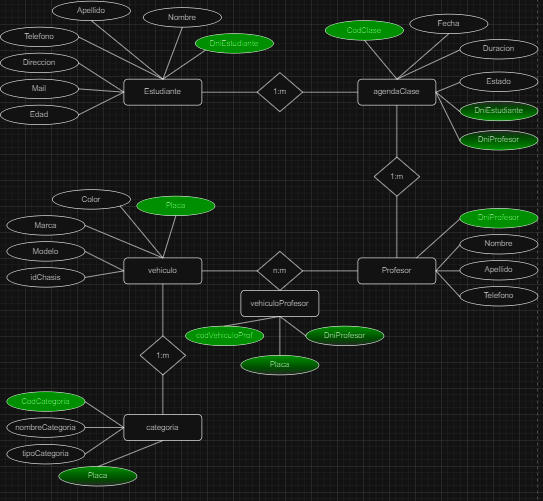 Apellido
Nombre
Telefono
DniEstudiante
Direccion
Mail
Edad
Estudiante
1:m
CodClase
Fecha
Duracion
Estado
agendaClase
DniEstudiante
DniProfesor
1:m
Color
Placa
Marca
Modelo
idChasis
vehiculo
n:m
vehiculoProfesor
codVehiculoProf
DniProfesor
Placa
Profesor
DniProfesor
Nombre
Apellido
Telefono
1:m
CodCategoria
nombreCategoria
tipoCategoria
Placa
categoria